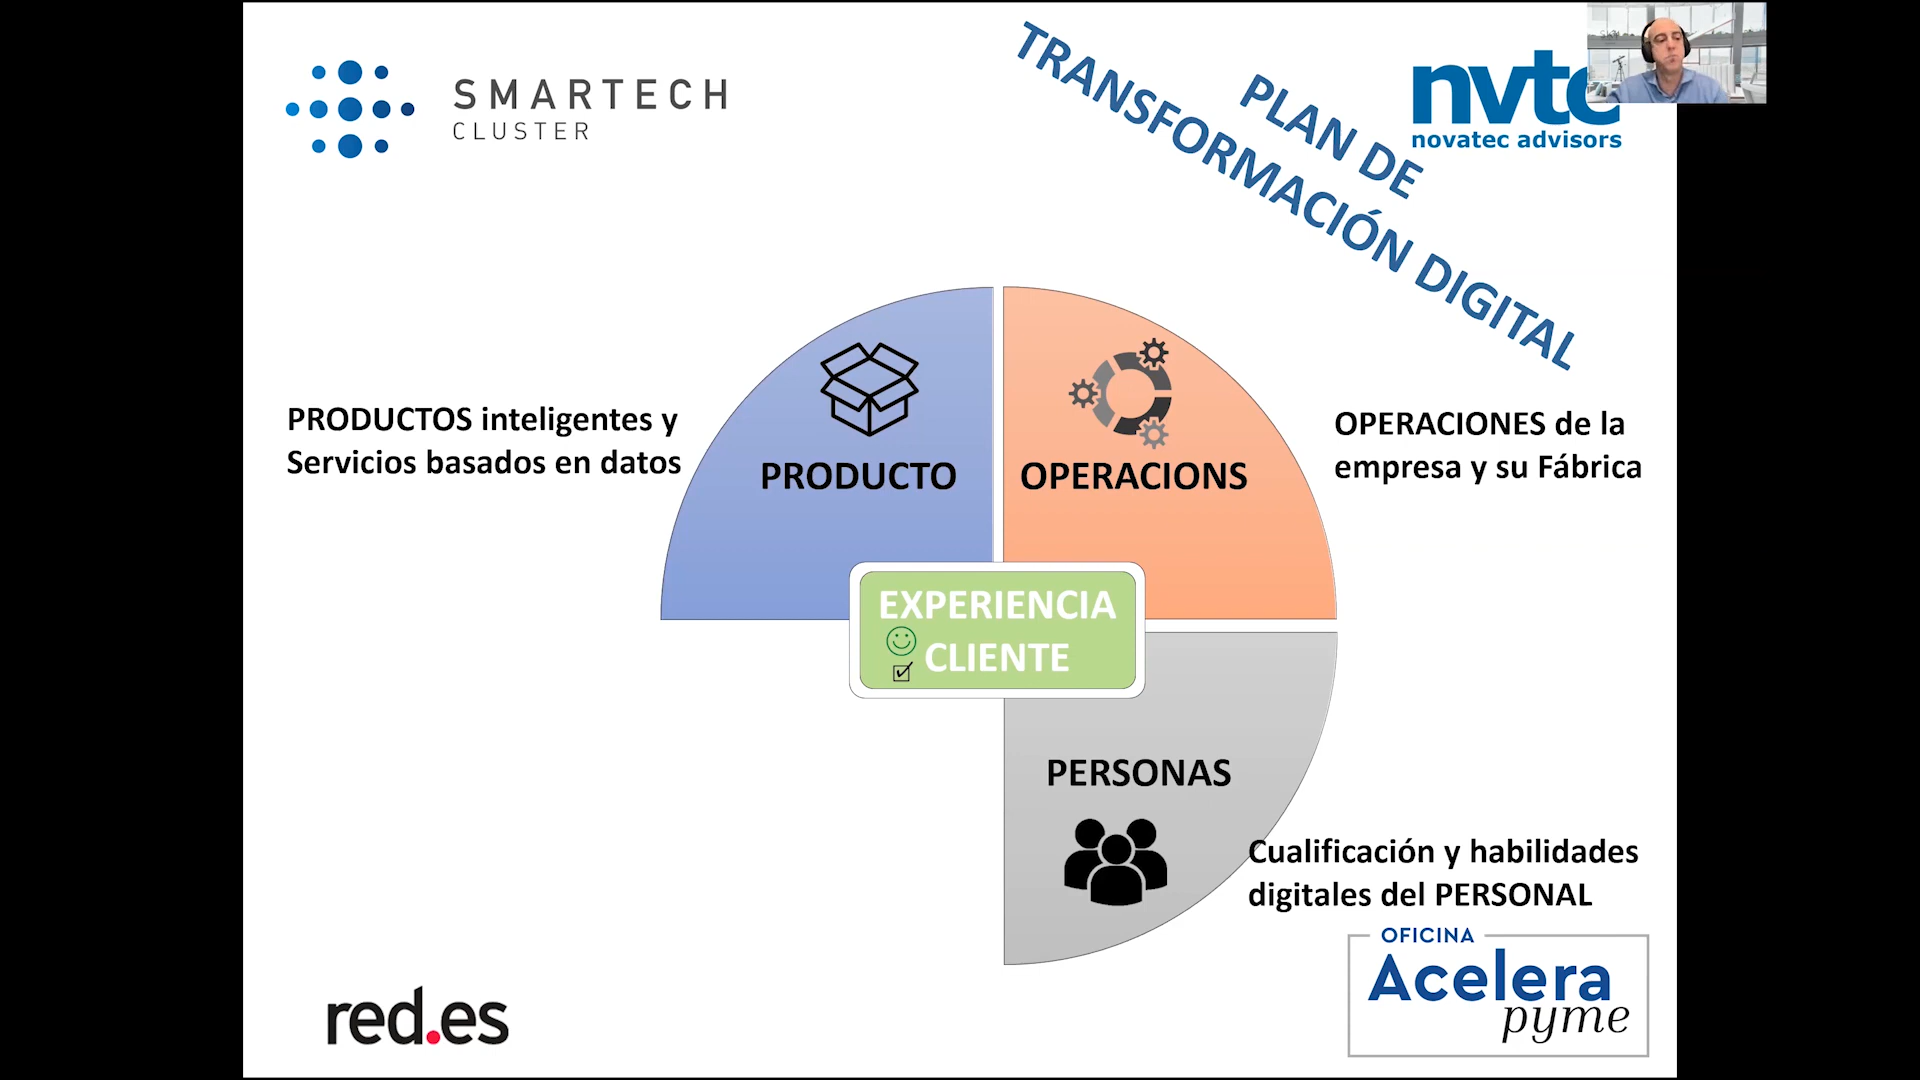 SMARTECH
CLUSTER
PLAN DE
TRANSFORMACIÓN DIGITAL
nvtc
novatec advisors
PRODUCTOS inteligentes y
Servicios basados en datos
PRODUCTO
OPERACIONS
OPERACIONES de la
empresa y su Fábrica
EXPERIENCIA
CLIENTE
PERSONAS
Cualificación y habilidades
digitales del PERSONAL
red.es
OFICINA
Acelera
pyme